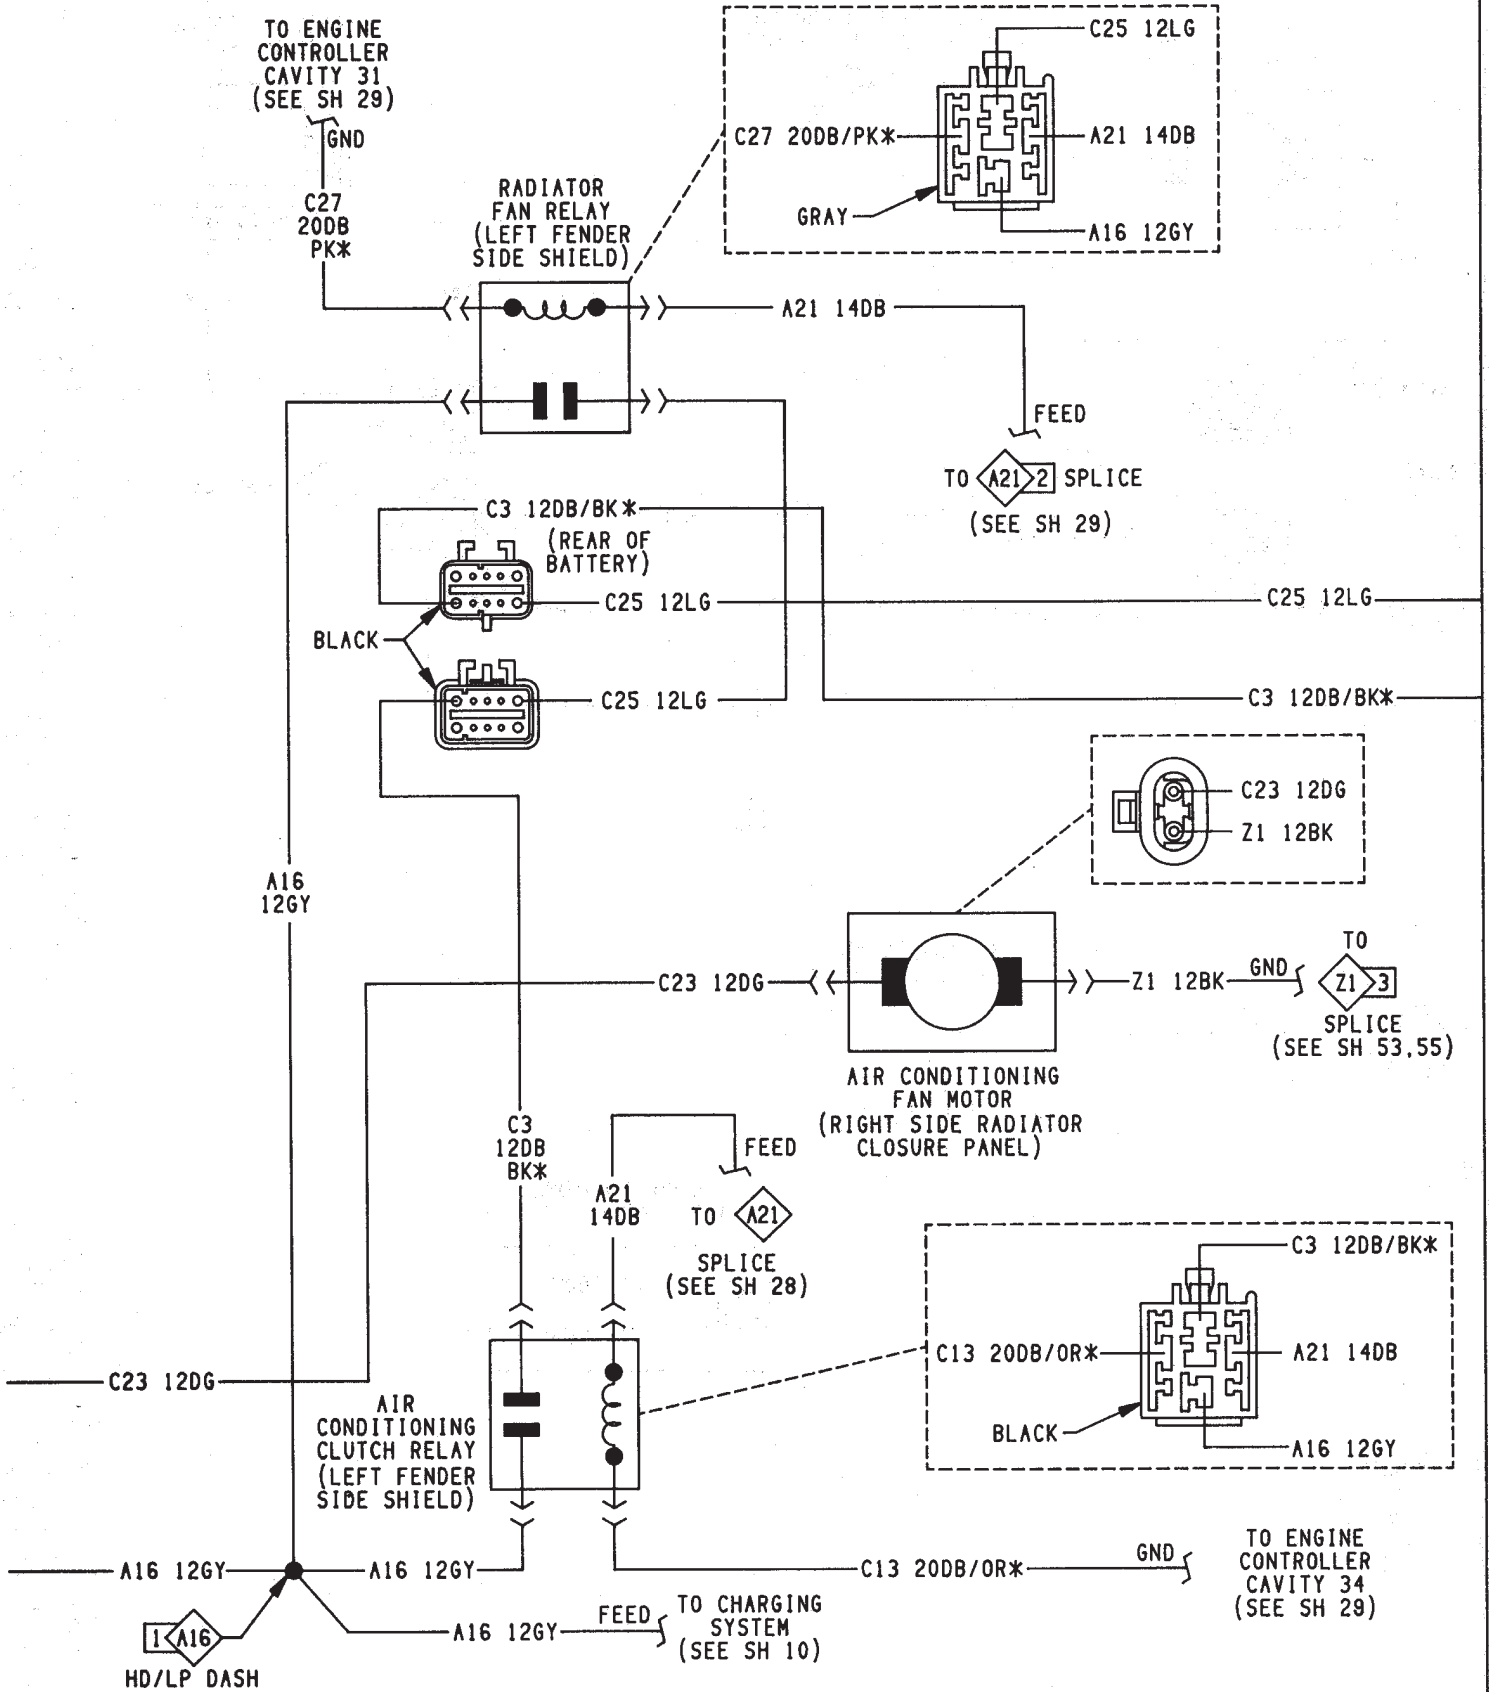 TO ENGINE
CONTROLLER
CAVITY 31
(SEE SH 29)
GND
C27
20DB
PK*
RADIATOR
FAN RELAY
(LEFT FENDER
SIDE SHIELD)
C25 12LG
C27 20DB/PK*
A21 14DB
GRAY
A16 12GY
A21 14DB
FEED
TO A21 2 SPLICE
(SEE SH 29)
C3 12DB/BK*
(REAR OF
BATTERY)
C25 12LG
C25 12LG
BLACK
C25 12LG
C3 12DB/BK*
C23 12DG
Z1 12BK
A16
12GY
C23 12DG
Z1 12BK
GND
TO
Z1 3
SPLICE
(SEE SH 53,55)
AIR CONDITIONING
FAN MOTOR
(RIGHT SIDE RADIATOR
CLOSURE PANEL)
C3
12DB
BK*
FEED
A21
14DB
TO A21
SPLICE
(SEE SH 28)
C3 12DB/BK*
C13 20DB/OR*
A21 14DB
BLACK
A16 12GY
C23 12DG
AIR
CONDITIONING
CLUTCH RELAY
(LEFT FENDER
SIDE SHIELD)
A16 12GY
A16 12GY
C13 20DB/OR*
GND
TO ENGINE
CONTROLLER
CAVITY 34
(SEE SH 29)
A16 12GY
FEED
TO CHARGING
SYSTEM
(SEE SH 10)
1 A16
HD/LP DASH